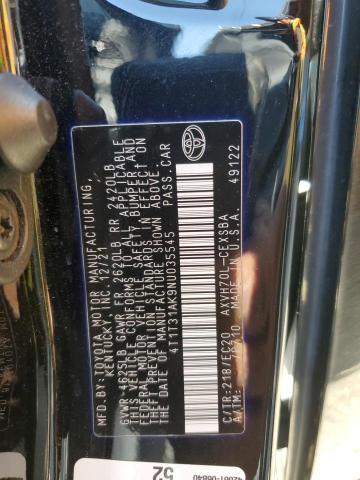 MFD.BY:TOYOTA MOTOR MANUFACTURING,
KENTUCKY, INC. 12/21
GVWR 4625LB GAWR FR 2620LB RR 2420LB
THIS VEHICLE CONFORMS TO ALL APPLICABLE
FEDERAL MOTOR VEHICLE SAFETY, BUMPER AND
THEFT PREVENTION STANDARDS IN EFFECT ON
THE DATE OF MANUFACTURE SHOWN ABOVE.
4T1T31AK9NU035545 PASS.CAR
C/TR:218/FC20 AXVH70L-CEXSBA
A/TM: MADE IN U.S.A. 49122
52